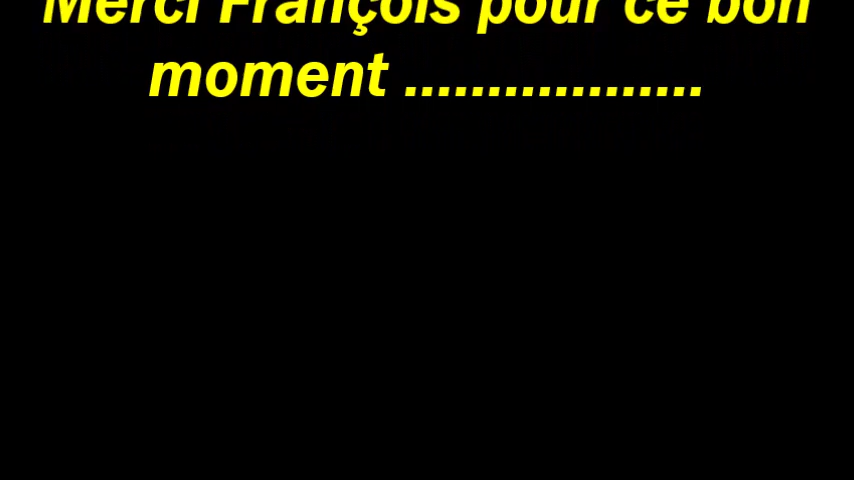 Merci François pour ce bon
moment ..................